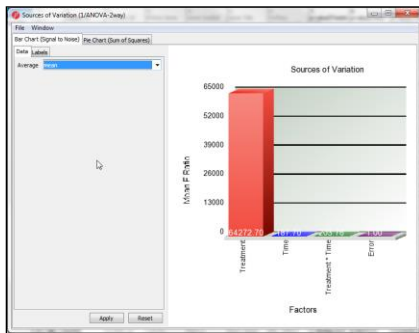 Sources of Variation (1/ANOVA-2way)
File Window
Bar Chart (Signal to Noise) Pie Chart (Sum of Squares)
Data Labels
Average mean
Apply Reset
Sources of Variation
65000
52000
39000
26000
13000
0
Mean F Ratio
64272.70
1.00
Treatment
Time
Treatment * Time
Error
Factors